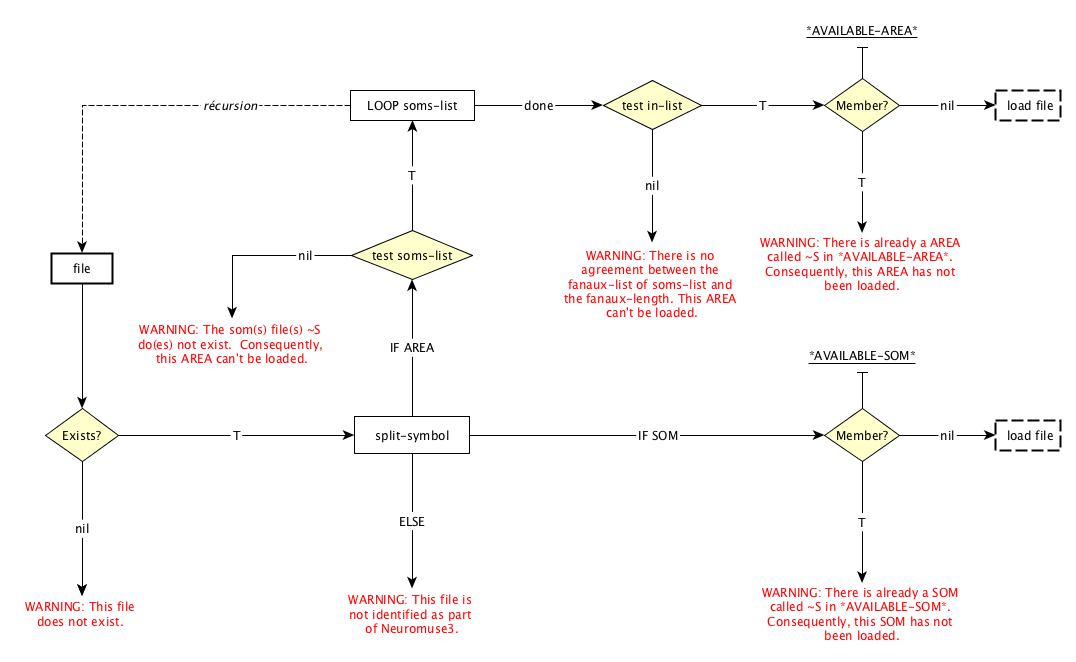 *AVAILABLE-AREA*
récursion
LOOP soms-list
done
test in-list
T
Member?
nil
load file
T
nil
T
WARNING: There is already a AREA
called ~S in *AVAILABLE-AREA*.
Consequently, this AREA has not
been loaded.
file
nil
test soms-list
WARNING: There is no
agreement between the
fanaux-list of soms-list and
the fanaux-length. This AREA
can't be loaded.
WARNING: The som(s) file(s) ~S
do(es) not exist.  Consequently,
this AREA can't be loaded.
IF AREA
*AVAILABLE-SOM*
Exists?
T
split-symbol
IF SOM
Member?
nil
load file
nil
ELSE
T
WARNING: This file
does not exist.
WARNING: This file is
not identified as part
of Neuromuse3.
WARNING: There is already a SOM
called ~S in *AVAILABLE-SOM*.
Consequently, this SOM has not
been loaded.